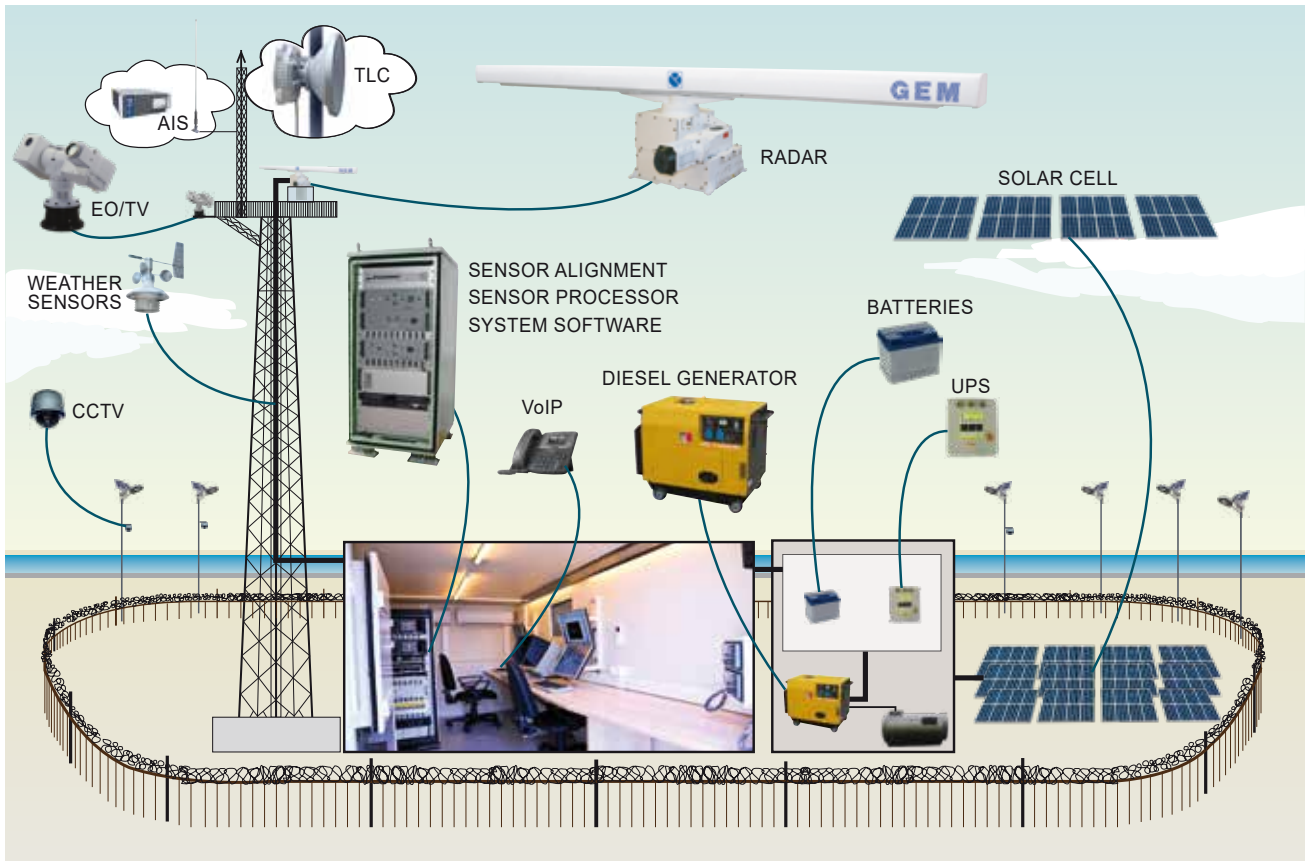 TLC
AIS
GEM
RADAR
EO/TV
SOLAR CELL
WEATHER
SENSORS
SENSOR ALIGNMENT
SENSOR PROCESSOR
SYSTEM SOFTWARE
BATTERIES
DIESEL GENERATOR
UPS
CCTV
VoIP